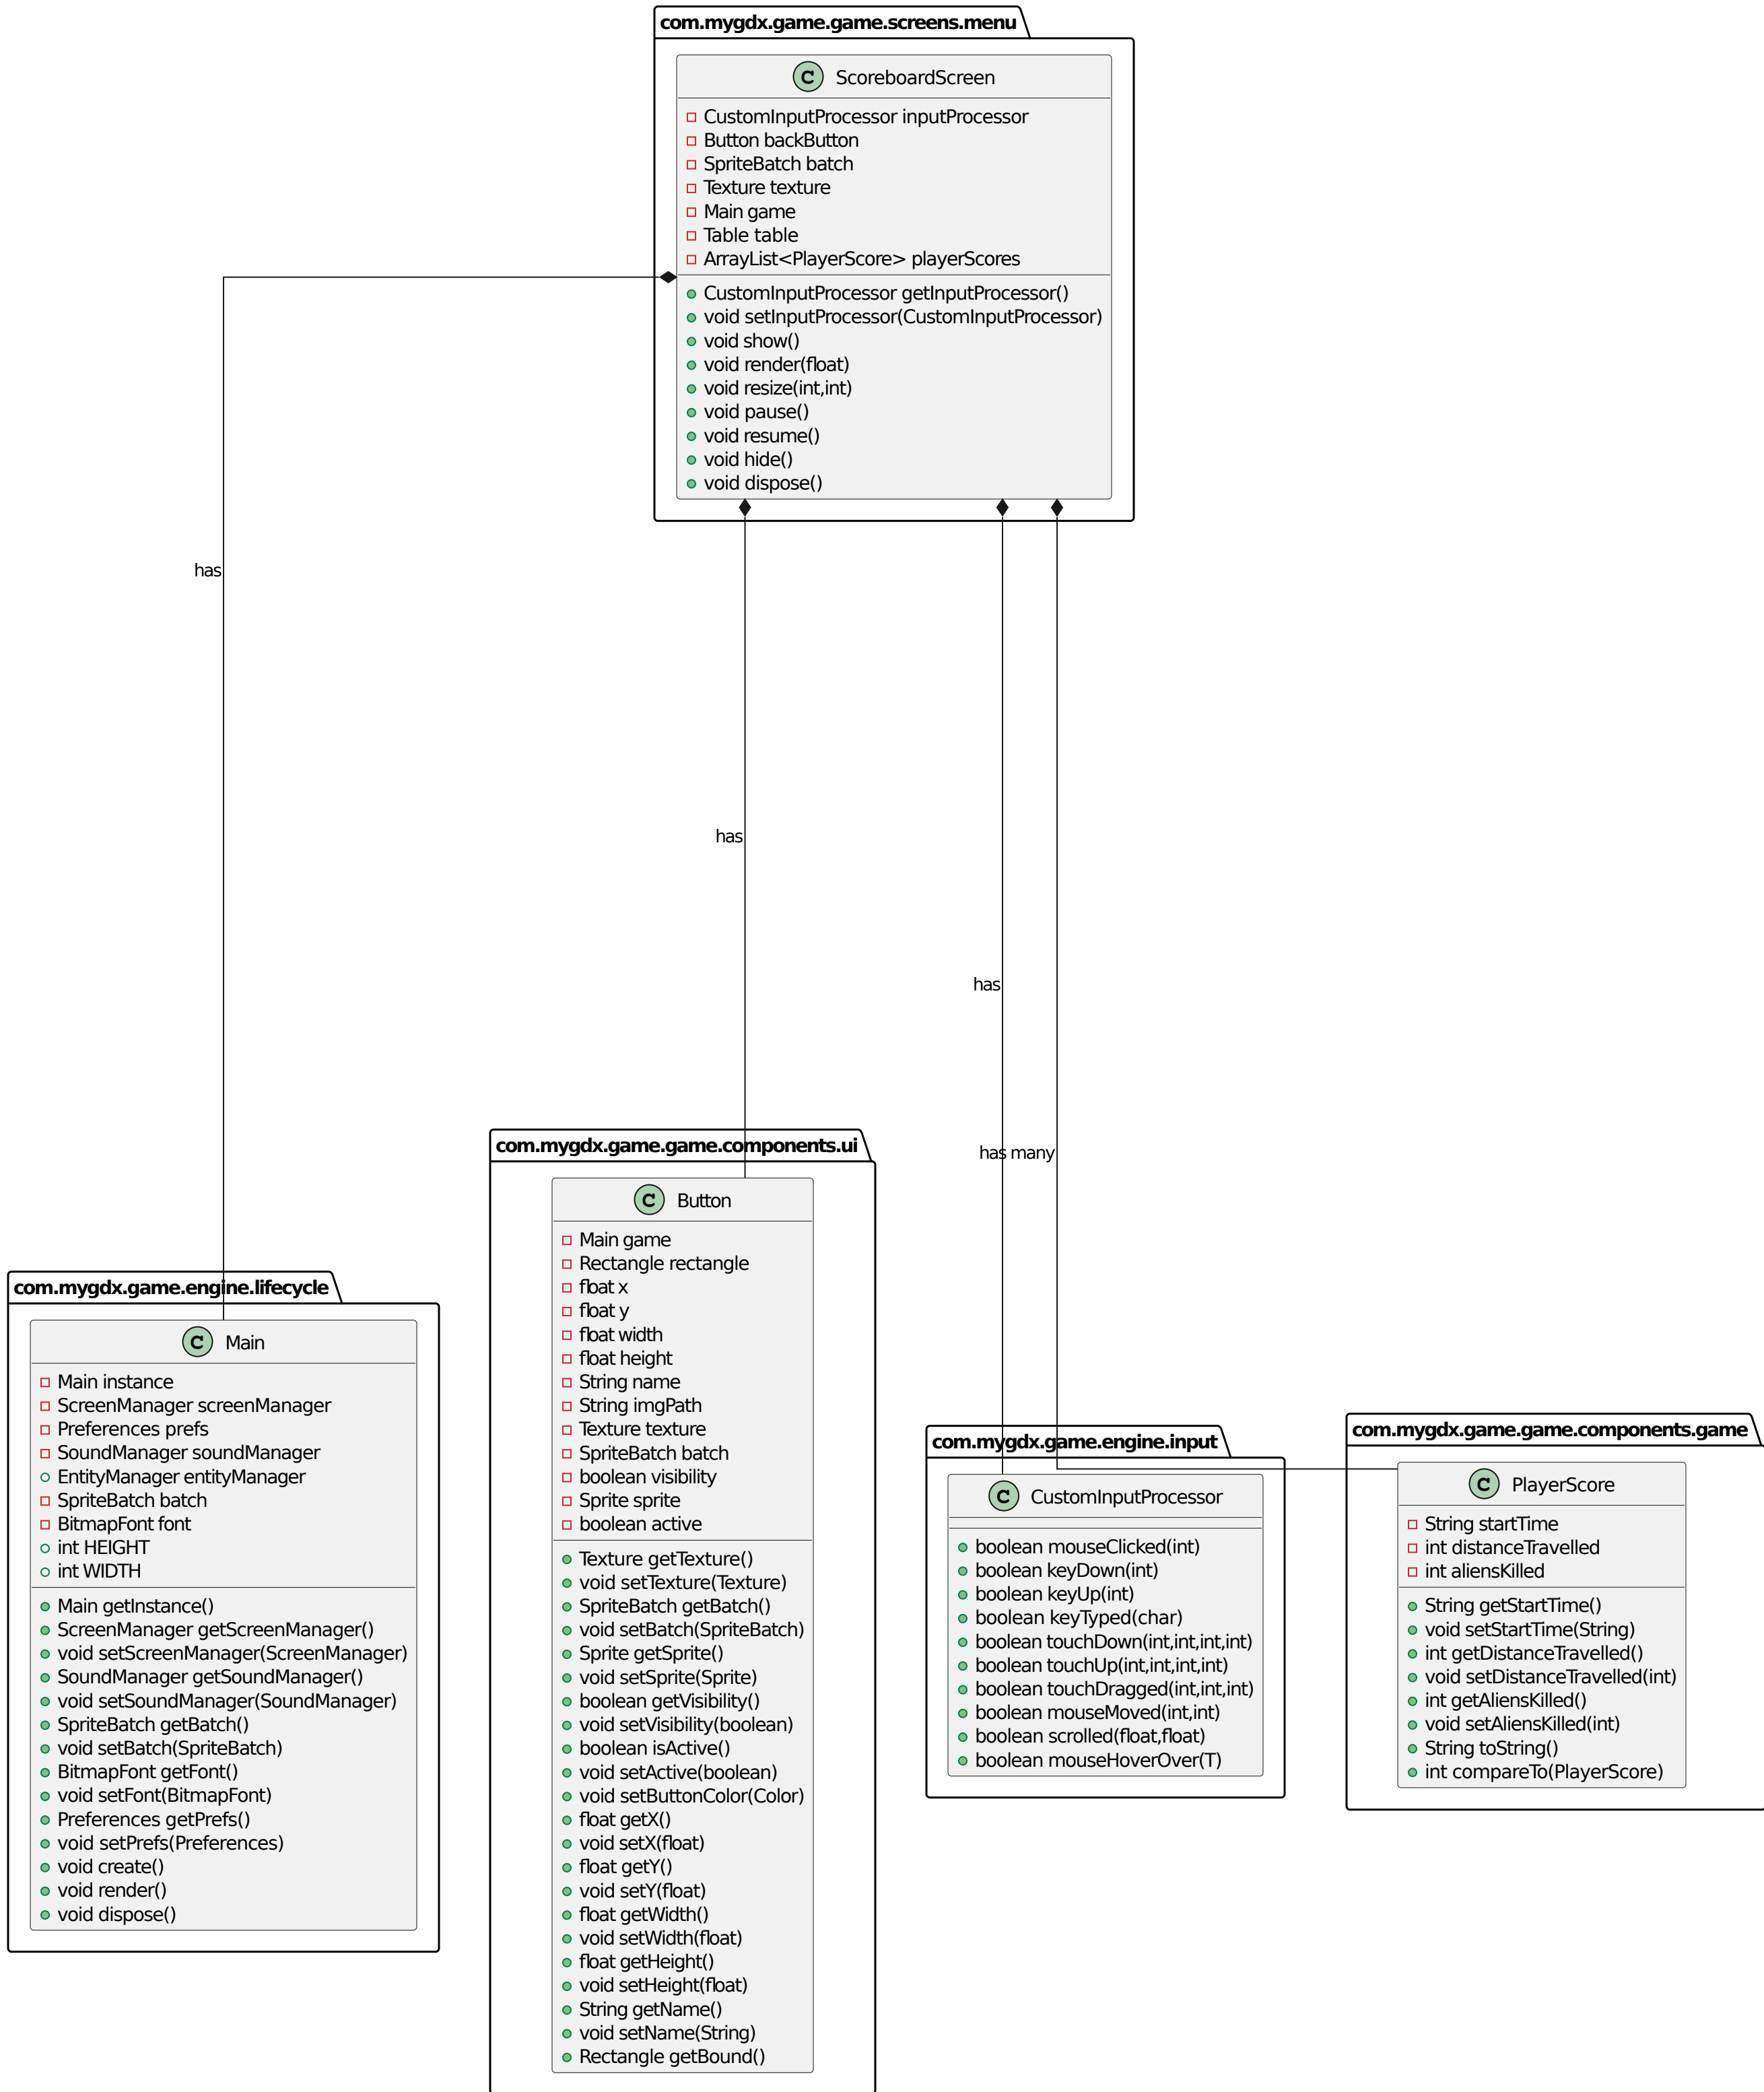 com.mygdx.game.game.screens.menu
C ScoreboardScreen
CustomInputProcessor inputProcessor
Button backButton
SpriteBatch batch
Texture texture
Main game
Table table
ArrayList<PlayerScore> playerScores
CustomInputProcessor getInputProcessor()
void setInputProcessor(CustomInputProcessor)
void show()
void render(float)
void resize(int,int)
void pause()
void resume()
void hide()
void dispose()
has
has
has
has many
com.mygdx.game.engine.lifecycle
C Main
Main instance
ScreenManager screenManager
Preferences prefs
SoundManager soundManager
EntityManager entityManager
SpriteBatch batch
BitmapFont font
int HEIGHT
int WIDTH
Main getInstance()
ScreenManager getScreenManager()
void setScreenManager(ScreenManager)
SoundManager getSoundManager()
void setSoundManager(SoundManager)
SpriteBatch getBatch()
void setBatch(SpriteBatch)
BitmapFont getFont()
void setFont(BitmapFont)
Preferences getPrefs()
void setPrefs(Preferences)
void create()
void render()
void dispose()
com.mygdx.game.game.components.ui
C Button
Main game
Rectangle rectangle
float x
float y
float width
float height
String name
String imgPath
Texture texture
SpriteBatch batch
boolean visibility
Sprite sprite
boolean active
Texture getTexture()
void setTexture(Texture)
SpriteBatch getBatch()
void setBatch(SpriteBatch)
Sprite getSprite()
void setSprite(Sprite)
boolean getVisibility()
void setVisibility(boolean)
boolean isActive()
void setActive(boolean)
void setButtonColor(Color)
float getX()
void setX(float)
float getY()
void setY(float)
float getWidth()
void setWidth(float)
float getHeight()
void setHeight(float)
String getName()
void setName(String)
Rectangle getBound()
com.mygdx.game.engine.input
C CustomInputProcessor
boolean mouseClicked(int)
boolean keyDown(int)
boolean keyUp(int)
boolean keyTyped(char)
boolean touchDown(int,int,int,int)
boolean touchUp(int,int,int,int)
boolean touchDragged(int,int,int)
boolean mouseMoved(int,int)
boolean scrolled(float,float)
boolean mouseHoverOver(T)
com.mygdx.game.game.components.game
C PlayerScore
String startTime
int distanceTravelled
int aliensKilled
String getStartTime()
void setStartTime(String)
int getDistanceTravelled()
void setDistanceTravelled(int)
int getAliensKilled()
void setAliensKilled(int)
String toString()
int compareTo(PlayerScore)